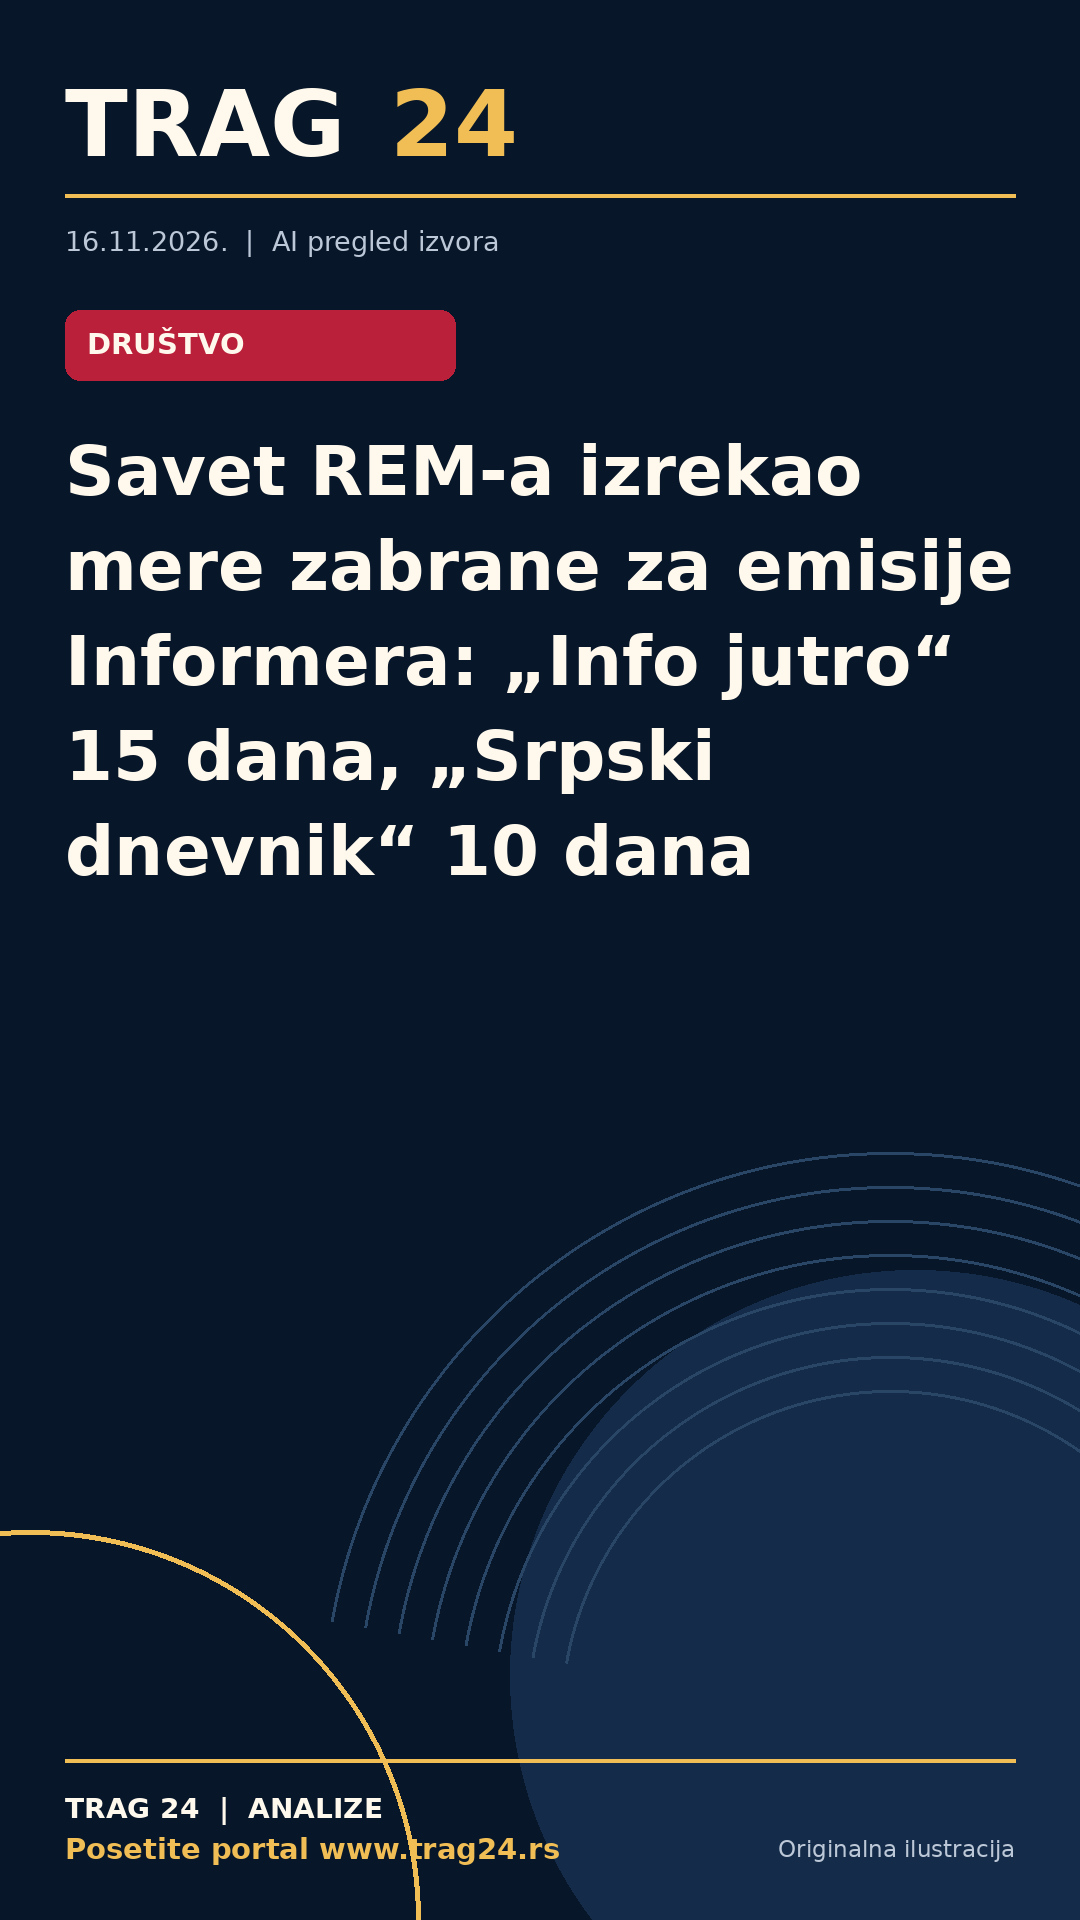 TRAG 24
16.11.2026. | AI pregled izvora
DRUŠTVO
Savet REM-a izrekao
mere zabrane za emisije
Informera: „Info jutro“
15 dana, „Srpski
dnevnik“ 10 dana
TRAG 24 | ANALIZE
Posetite portal www.trag24.rs
Originalna ilustracija